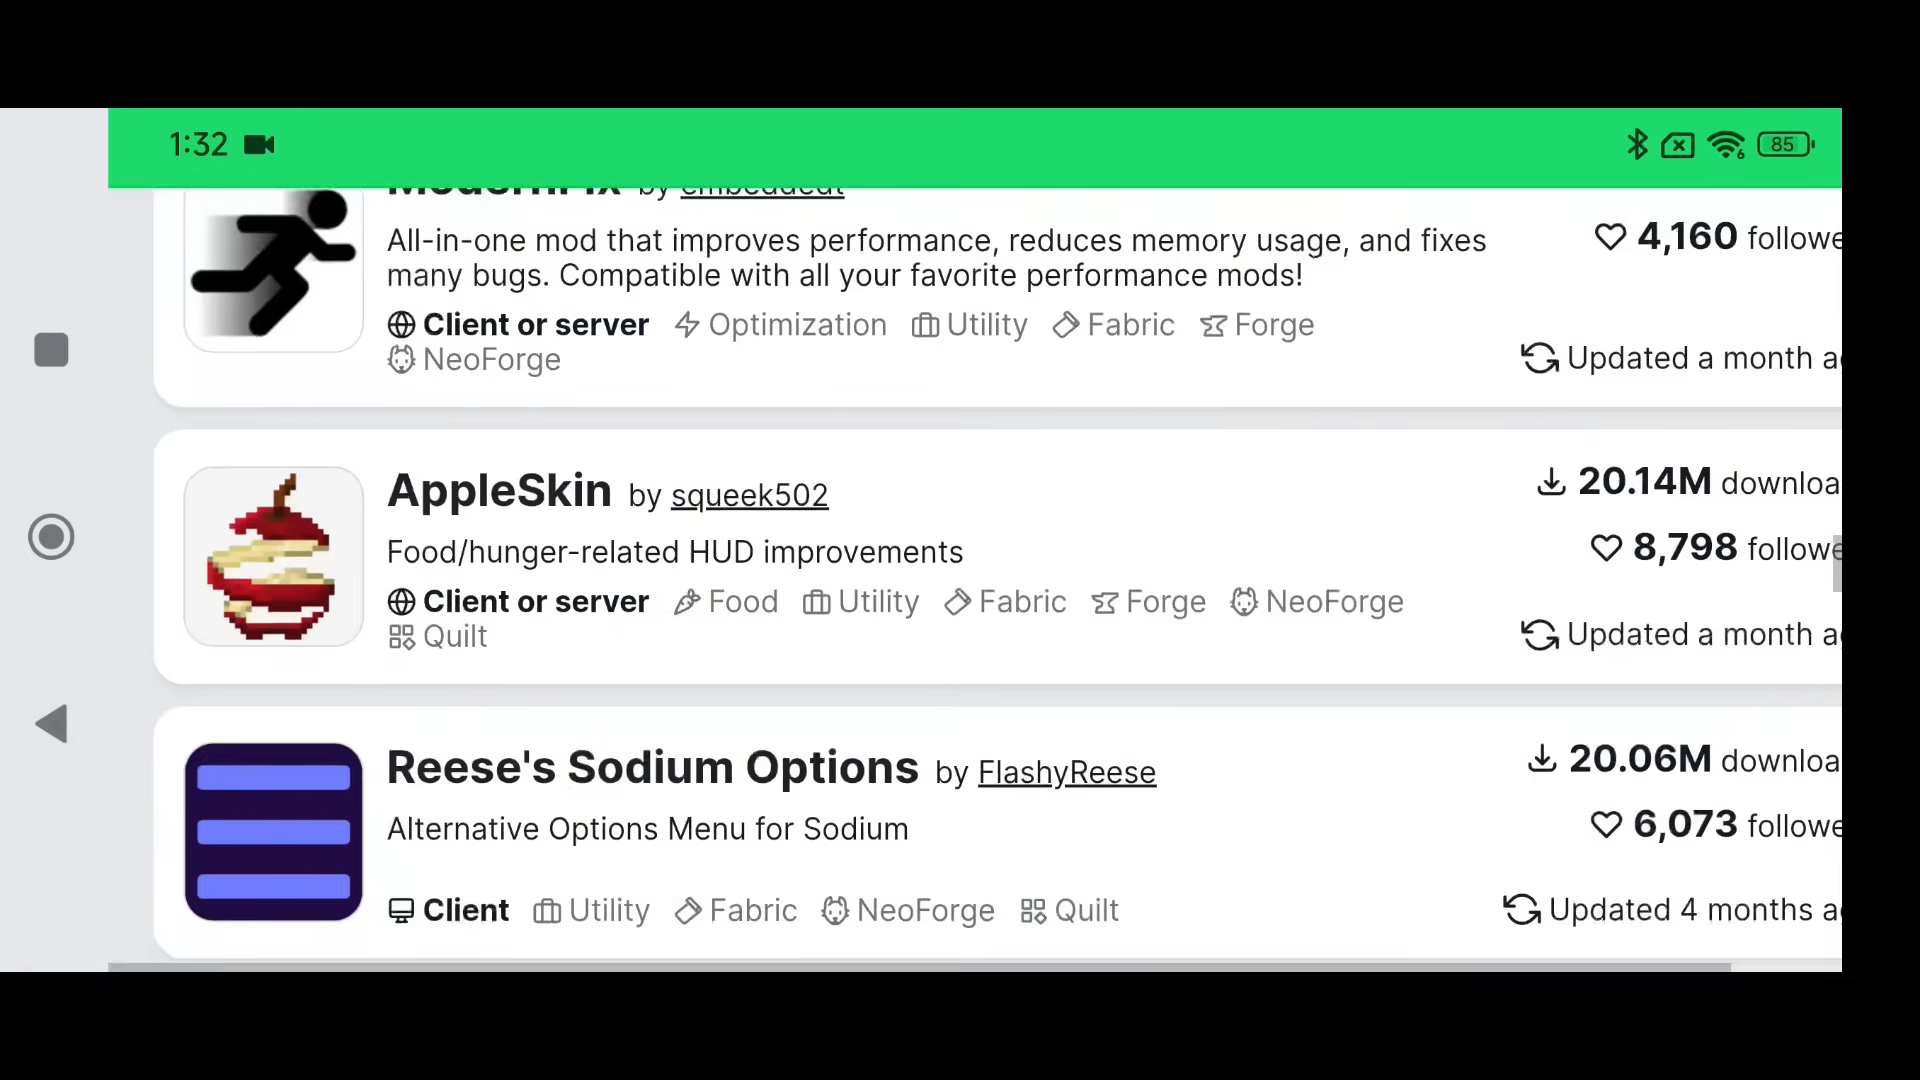 1:32
85
ModernFix by embeddedt
All-in-one mod that improves performance, reduces memory usage, and fixes
many bugs. Compatible with all your favorite performance mods!
4,160 followe
Client or server Optimization Utility Fabric Forge
NeoForge
Updated a month a
AppleSkin by squeek502
20.14M downloa
Food/hunger-related HUD improvements
8,798 followe
Client or server Food Utility Fabric Forge NeoForge
Quilt
Updated a month a
Reese's Sodium Options by FlashyReese
20.06M downloa
Alternative Options Menu for Sodium
6,073 followe
Client Utility Fabric NeoForge Quilt
Updated 4 months a